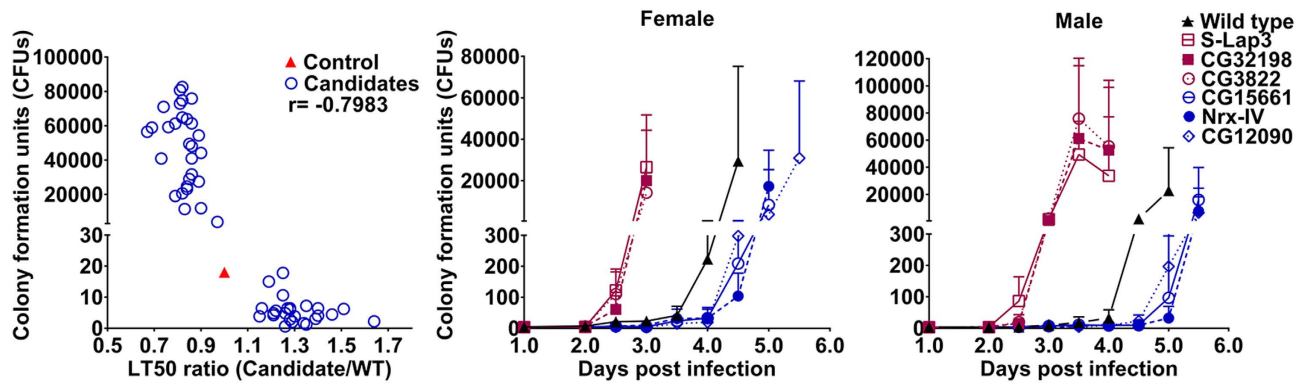 Colony formation units (CFUs)
100000
80000
60000
40000
20000
30
20
10
0
0.5 0.7 0.9 1.1 1.3 1.5 1.7
LT50 ratio (Candidate/WT)
Control
Candidates
r= -0.7983
Female
Colony formation units (CFUs)
80000
60000
40000
20000
300
200
100
0
1.0 2.0 3.0 4.0 5.0 6.0
Days post infection
Male
120000
100000
80000
60000
40000
20000
300
200
100
0
1.0 2.0 3.0 4.0 5.0 6.0
Days post infection
Wild type
S-Lap3
CG32198
CG3822
CG15661
Nrx-IV
CG12090